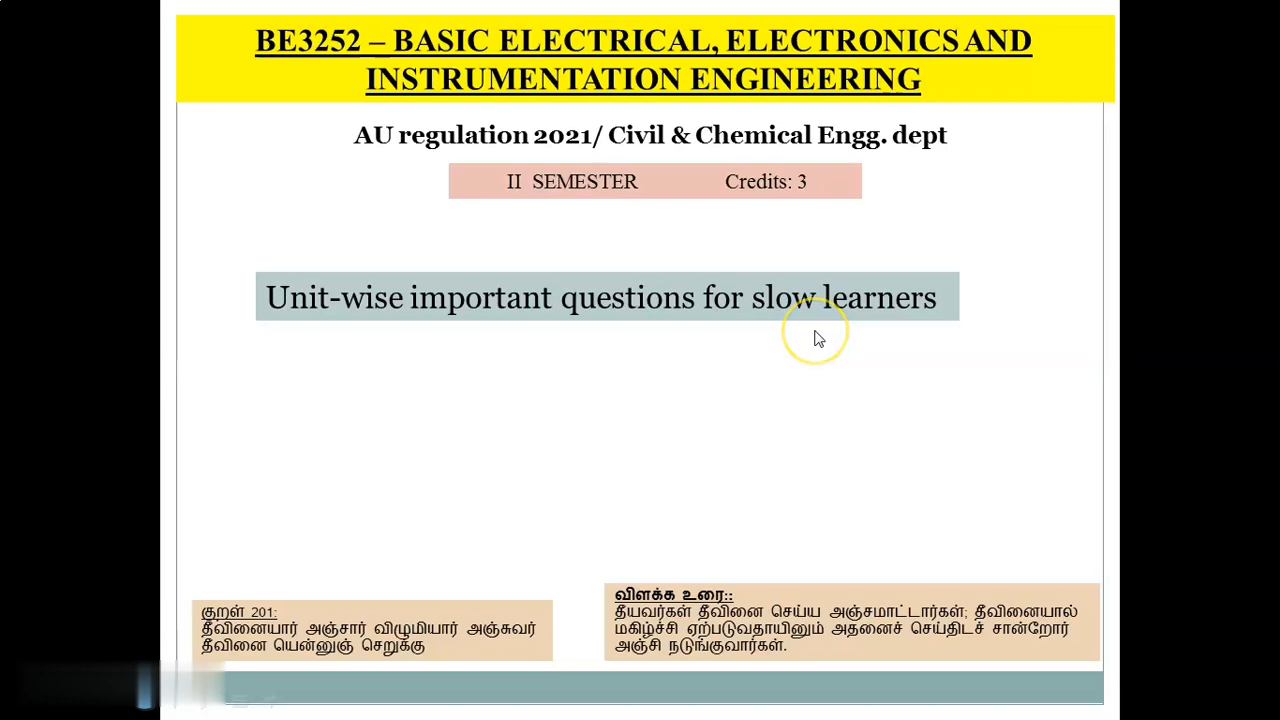 BE3252 – BASIC ELECTRICAL, ELECTRONICS AND
INSTRUMENTATION ENGINEERING
AU regulation 2021/ Civil & Chemical Engg. dept
II SEMESTER Credits: 3
Unit-wise important questions for slow learners
குறள் 201:
தீவினையார் அஞ்சார் விழுமியார் அஞ்சுவர்
தீவினை யென்னுஞ் செறுக்கு
விளக்க உரை::
தீயவர்கள் தீவினை செய்ய அஞ்சமாட்டார்கள்; தீவினையால்
மகிழ்ச்சி ஏற்படுவதாயினும் அதனைச் செய்திடச் சான்றோர்
அஞ்சி நடுங்குவார்கள்.